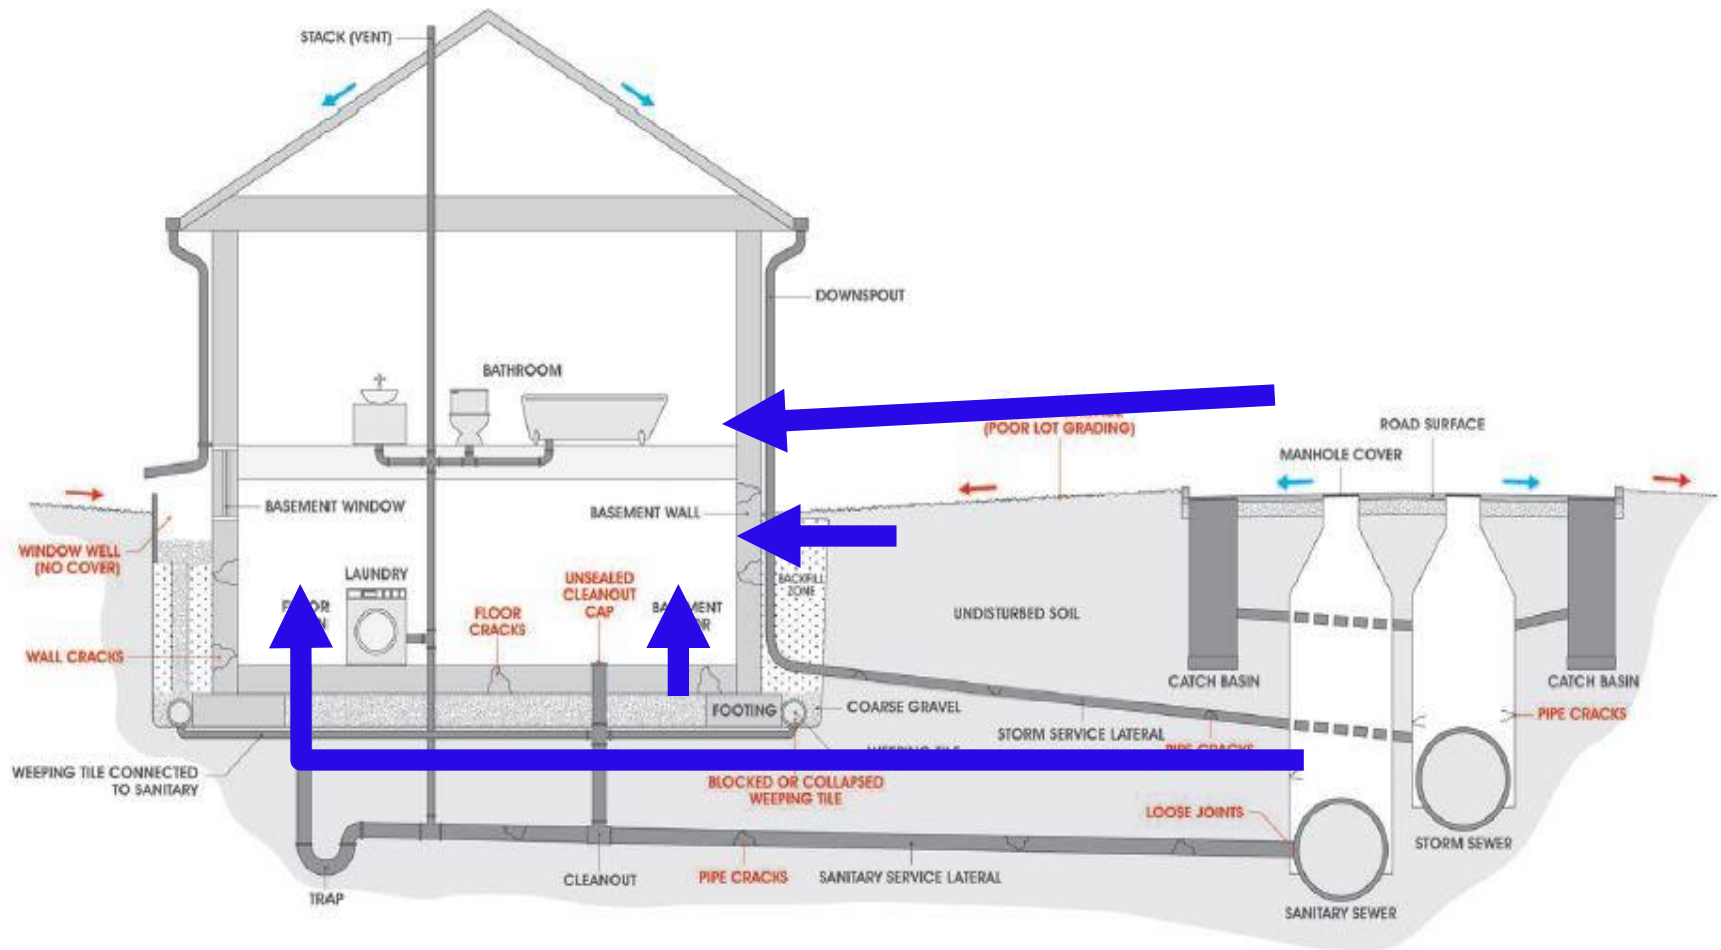 STACK (VENT)
DOWNSPOUT
BATHROOM
(POOR LOT GRADING)
ROAD SURFACE
MANHOLE COVER
BASEMENT WINDOW
BASEMENT WALL
WINDOW WELL
(NO COVER)
LAUNDRY
UNSEALED
CLEANOUT
CAP
BACKFILL
ZONE
FLOOR
CRACKS
UNDISTURBED SOIL
WALL CRACKS
CATCH BASIN
CATCH BASIN
FOOTING
COARSE GRAVEL
PIPE CRACKS
STORM SERVICE LATERAL
WEEPING TILE CONNECTED
TO SANITARY
BLOCKED OR COLLAPSED
WEEPING TILE
LOOSE JOINTS
STORM SEWER
CLEANOUT
PIPE CRACKS
SANITARY SERVICE LATERAL
TRAP
SANITARY SEWER